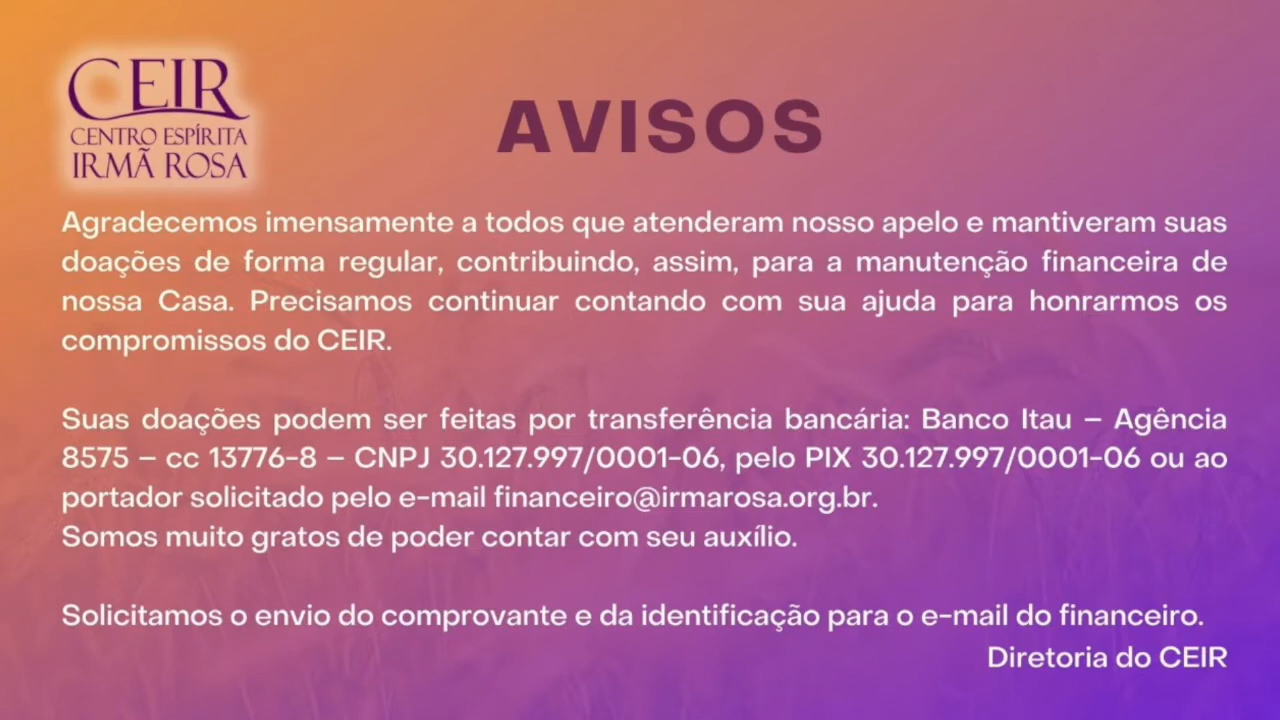 CEIR
CENTRO ESPÍRITA
IRMÃ ROSA
AVISOS
Agradecemos imensamente a todos que atenderam nosso apelo e mantiveram suas
doações de forma regular, contribuindo, assim, para a manutenção financeira de
nossa Casa. Precisamos continuar contando com sua ajuda para honrarmos os
compromissos do CEIR.
Suas doações podem ser feitas por transferência bancária: Banco Itau – Agência
8575 – cc 13776-8 – CNPJ 30.127.997/0001-06, pelo PIX 30.127.997/0001-06 ou ao
portador solicitado pelo e-mail financeiro@irmarosa.org.br.
Somos muito gratos de poder contar com seu auxílio.
Solicitamos o envio do comprovante e da identificação para o e-mail do financeiro.
Diretoria do CEIR